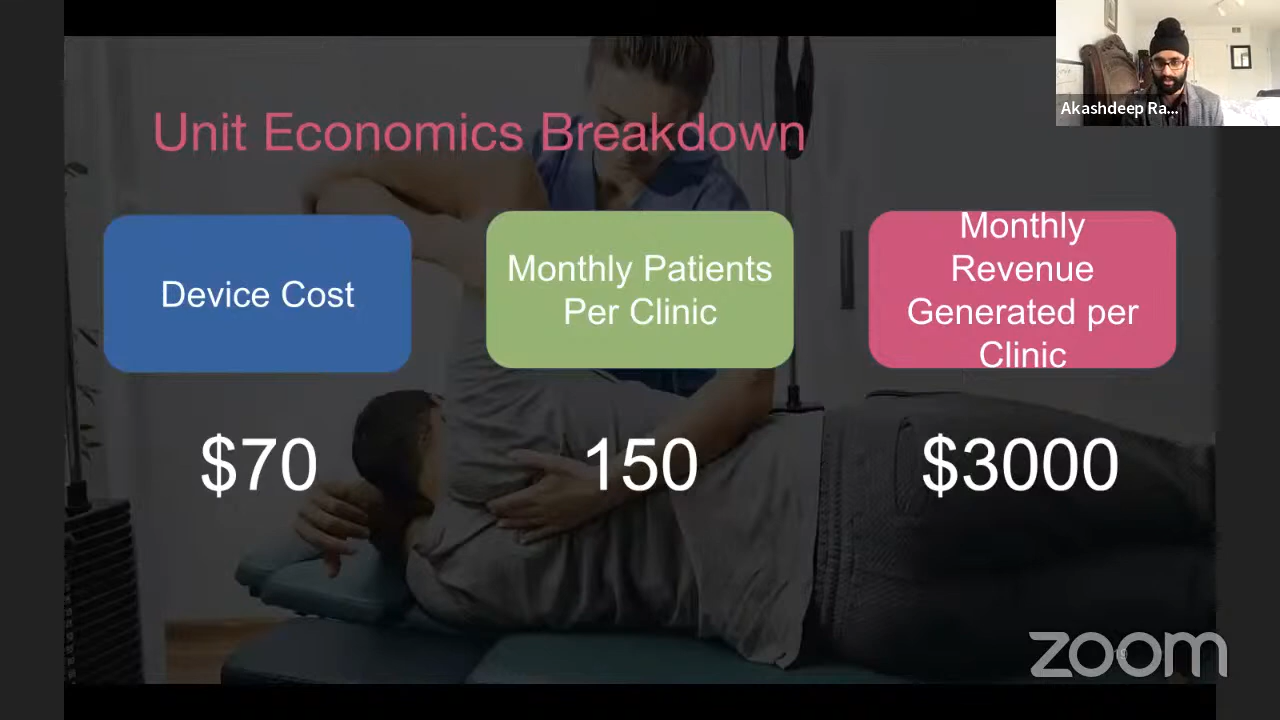 Akashdeep Ra...
Unit Economics Breakdown
Device Cost
$70
Monthly Patients
Per Clinic
150
Monthly
Revenue
Generated per
Clinic
$3000
zoom